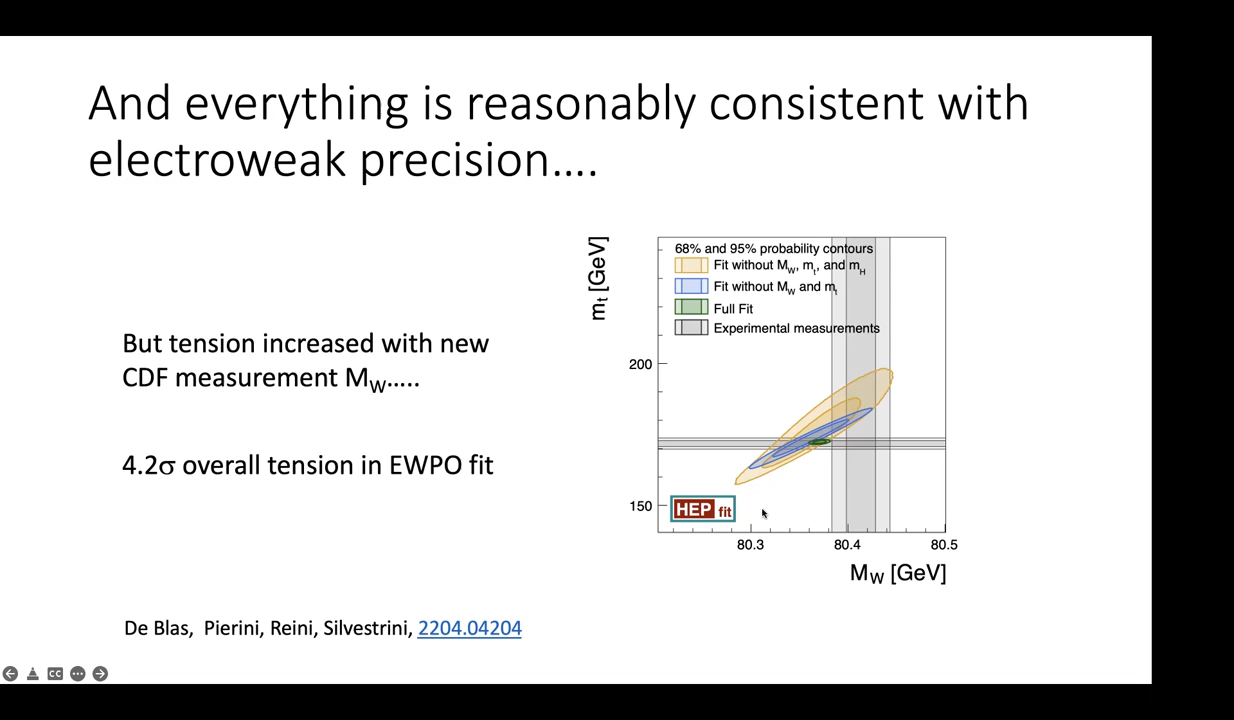 And everything is reasonably consistent with
electroweak precision….
But tension increased with new
CDF measurement MW…..
4.2σ overall tension in EWPO fit
De Blas, Pierini, Reini, Silvestrini, 2204.04204
mt [GeV]
68% and 95% probability contours
Fit without MW, mt, and mH
Fit without MW and mt
Full Fit
Experimental measurements
200
150
HEP fit
80.3 80.4 80.5
MW [GeV]
CC